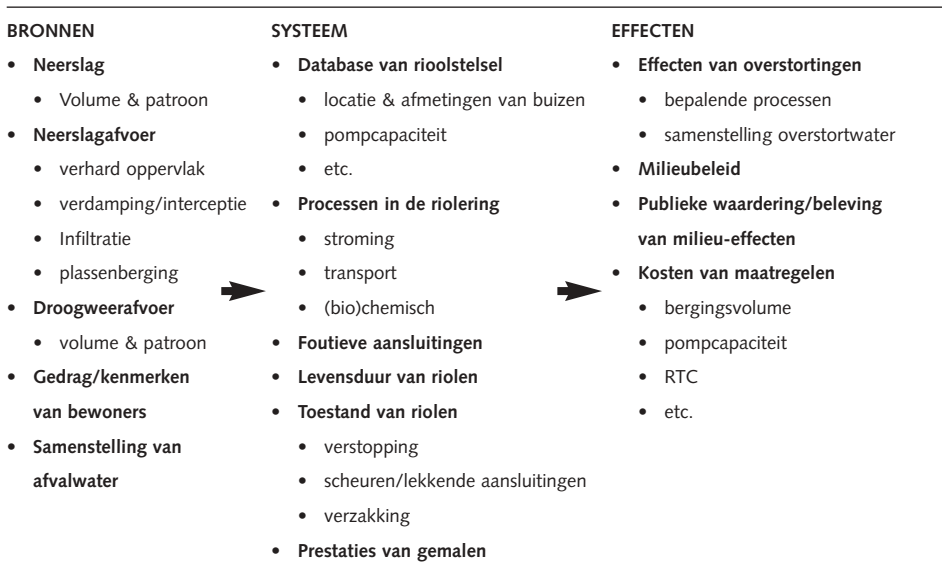 BRONNEN
• Neerslag
• Volume & patroon
• Neerslagafvoer
• verhard oppervlak
• verdamping/interceptie
• Infiltratie
• plassenberging
• Droogweerafvoer
• volume & patroon
• Gedrag/kenmerken
van bewoners
• Samenstelling van
afvalwater
SYSTEEM
• Database van rioolstelsel
• locatie & afmetingen van buizen
• pompcapaciteit
• etc.
• Processen in de riolering
• stroming
• transport
• (bio)chemisch
• Foutieve aansluitingen
• Levensduur van riolen
• Toestand van riolen
• verstopping
• scheuren/lekkende aansluitingen
• verzakking
• Prestaties van gemalen
EFFECTEN
• Effecten van overstortingen
• bepalende processen
• samenstelling overstortwater
• Milieubeleid
• Publieke waardering/beleving
van milieu-effecten
• Kosten van maatregelen
• bergingsvolume
• pompcapaciteit
• RTC
• etc.